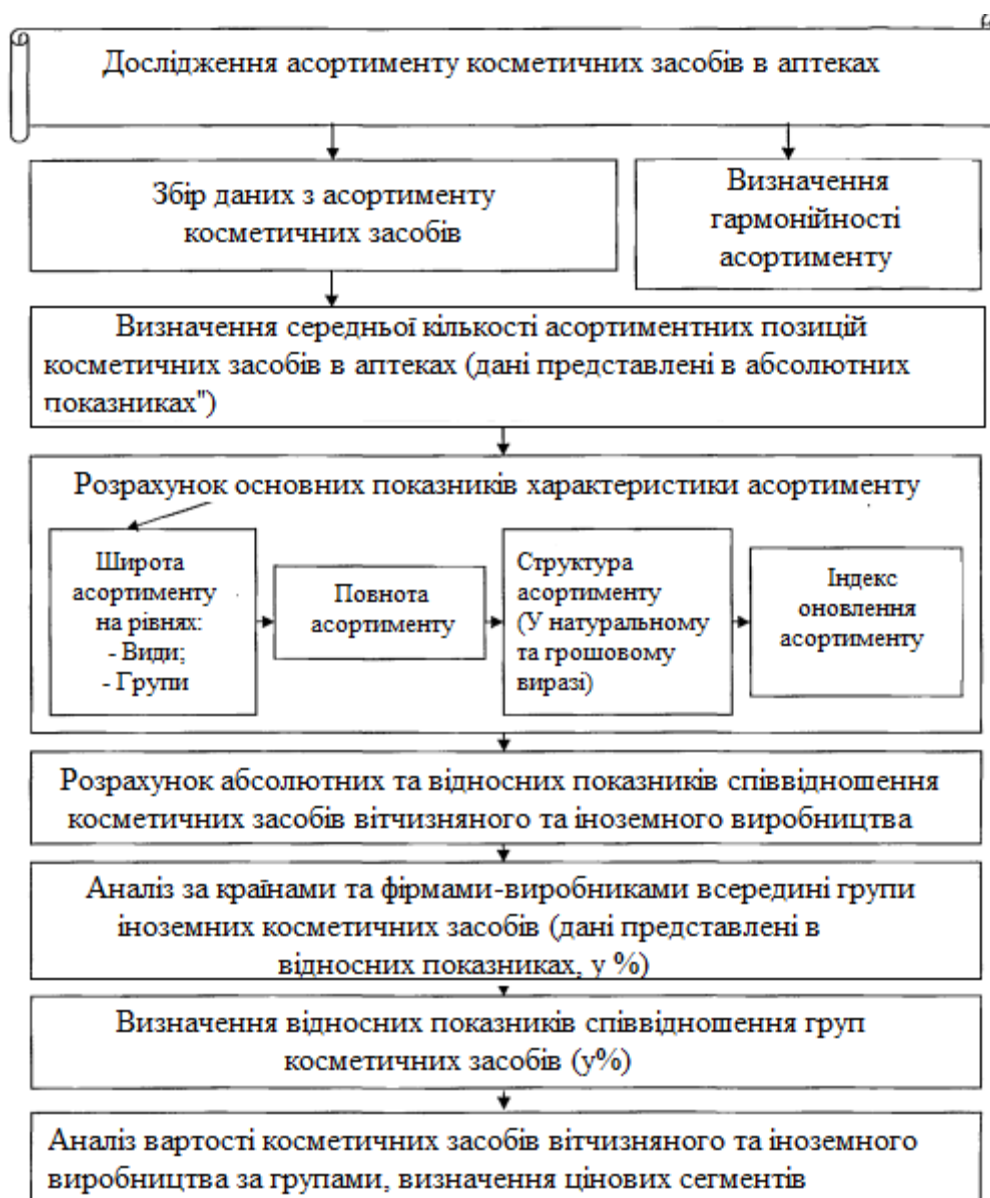 Дослідження асортименту косметичних засобів в аптеках
Збір даних з асортименту
косметичних засобів
Визначення
гармонійності
асортименту
Визначення середньої кількості асортиментних позицій
косметичних засобів в аптеках (дані представлені в абсолютних
показниках")
Розрахунок основних показників характеристики асортименту
Широта
асортименту
на рівнях:
- Види;
- Групи
Повнота
асортименту
Структура
асортименту
(У натуральному
та грошовому
виразі)
Індекс
оновлення
асортименту
Розрахунок абсолютних та відносних показників співвідношення
косметичних засобів вітчизняного та іноземного виробництва
Аналіз за країнами та фірмами-виробниками всередині групи
іноземних косметичних засобів (дані представлені в
відносних показниках, у %)
Визначення відносних показників співвідношення груп
косметичних засобів (у%)
Аналіз вартості косметичних засобів вітчизняного та іноземного
виробництва за групами, визначення цінових сегментів